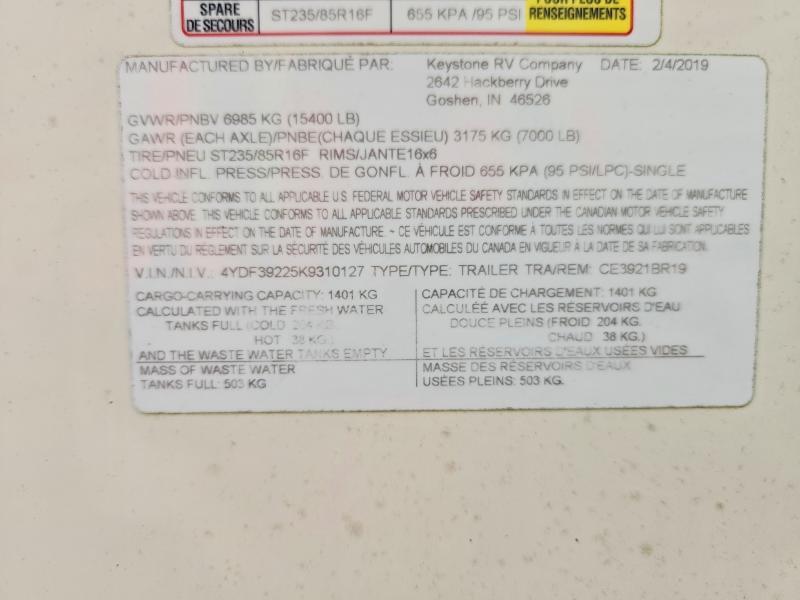 SPARE DE SECOURS ST235/85R16F 655 KPA /95 PSI RENSEIGNEMENTS
MANUFACTURED BY/FABRIQUÉ PAR: Keystone RV Company DATE: 2/4/2019
2642 Hackberry Drive
Goshen, IN 46526
GVWR/PNBV 6985 KG (15400 LB)
GAWR (EACH AXLE)/PNBE(CHAQUE ESSIEU) 3175 KG (7000 LB)
TIRE/PNEU ST235/85R16F RIMS/JANTE16x6
COLD INFL. PRESS/PRESS. DE GONFL. À FROID 655 KPA (95 PSI/LPC)-SINGLE
THIS VEHICLE CONFORMS TO ALL APPLICABLE U.S. FEDERAL MOTOR VEHICLE SAFETY STANDARDS IN EFFECT ON THE DATE OF MANUFACTURE
SHOWN ABOVE. THIS VEHICLE CONFORMS TO ALL APPLICABLE STANDARDS PRESCRIBED UNDER THE CANADIAN MOTOR VEHICLE SAFETY
REGULATIONS IN EFFECT ON THE DATE OF MANUFACTURE ~ CE VÉHICULE EST CONFORME À TOUTES LES NORMES QUI LUI SONT APPLICABLES
EN VERTU DU RÈGLEMENT SUR LA SÉCURITÉ DES VÉHICULES AUTOMOBILES DU CANADA EN VIGUEUR À LA DATE DE SA FABRICATION.
V.I.N./N.I.V.: 4YDF39225K9310127 TYPE/TYPE: TRAILER TRA/REM: CE3921BR19
CARGO-CARRYING CAPACITY: 1401 KG
CALCULATED WITH THE FRESH WATER
TANKS FULL (COLD 204 KG.
HOT 38 KG.)
AND THE WASTE WATER TANKS EMPTY
MASS OF WASTE WATER
TANKS FULL: 503 KG
CAPACITÉ DE CHARGEMENT: 1401 KG
CALCULÉE AVEC LES RÉSERVOIRS D'EAU
DOUCE PLEINS (FROID 204 KG.
CHAUD 38 KG.)
ET LES RÉSERVOIRS D'EAUX USÉES VIDES
MASSE DES RÉSERVOIRS D'EAUX
USÉES PLEINS: 503 KG.